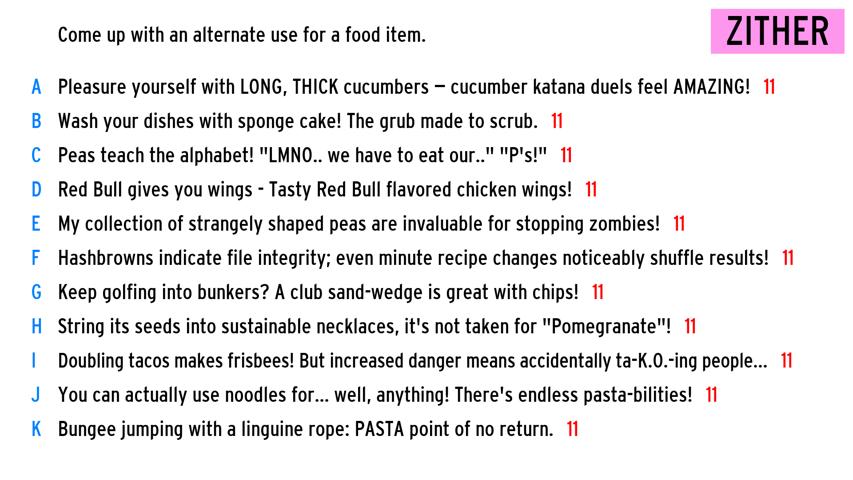 Come up with an alternate use for a food item.
ZITHER
A Pleasure yourself with LONG, THICK cucumbers – cucumber katana duels feel AMAZING! 11
B Wash your dishes with sponge cake! The grub made to scrub. 11
C Peas teach the alphabet! "LMNO.. we have to eat our.." "P's!" 11
D Red Bull gives you wings - Tasty Red Bull flavored chicken wings! 11
E My collection of strangely shaped peas are invaluable for stopping zombies! 11
F Hashbrowns indicate file integrity; even minute recipe changes noticeably shuffle results! 11
G Keep golfing into bunkers? A club sand-wedge is great with chips! 11
H String its seeds into sustainable necklaces, it's not taken for "Pomegranate"! 11
I Doubling tacos makes frisbees! But increased danger means accidentally ta-K.O.-ing people... 11
J You can actually use noodles for... well, anything! There's endless pasta-bilities! 11
K Bungee jumping with a linguine rope: PASTA point of no return. 11